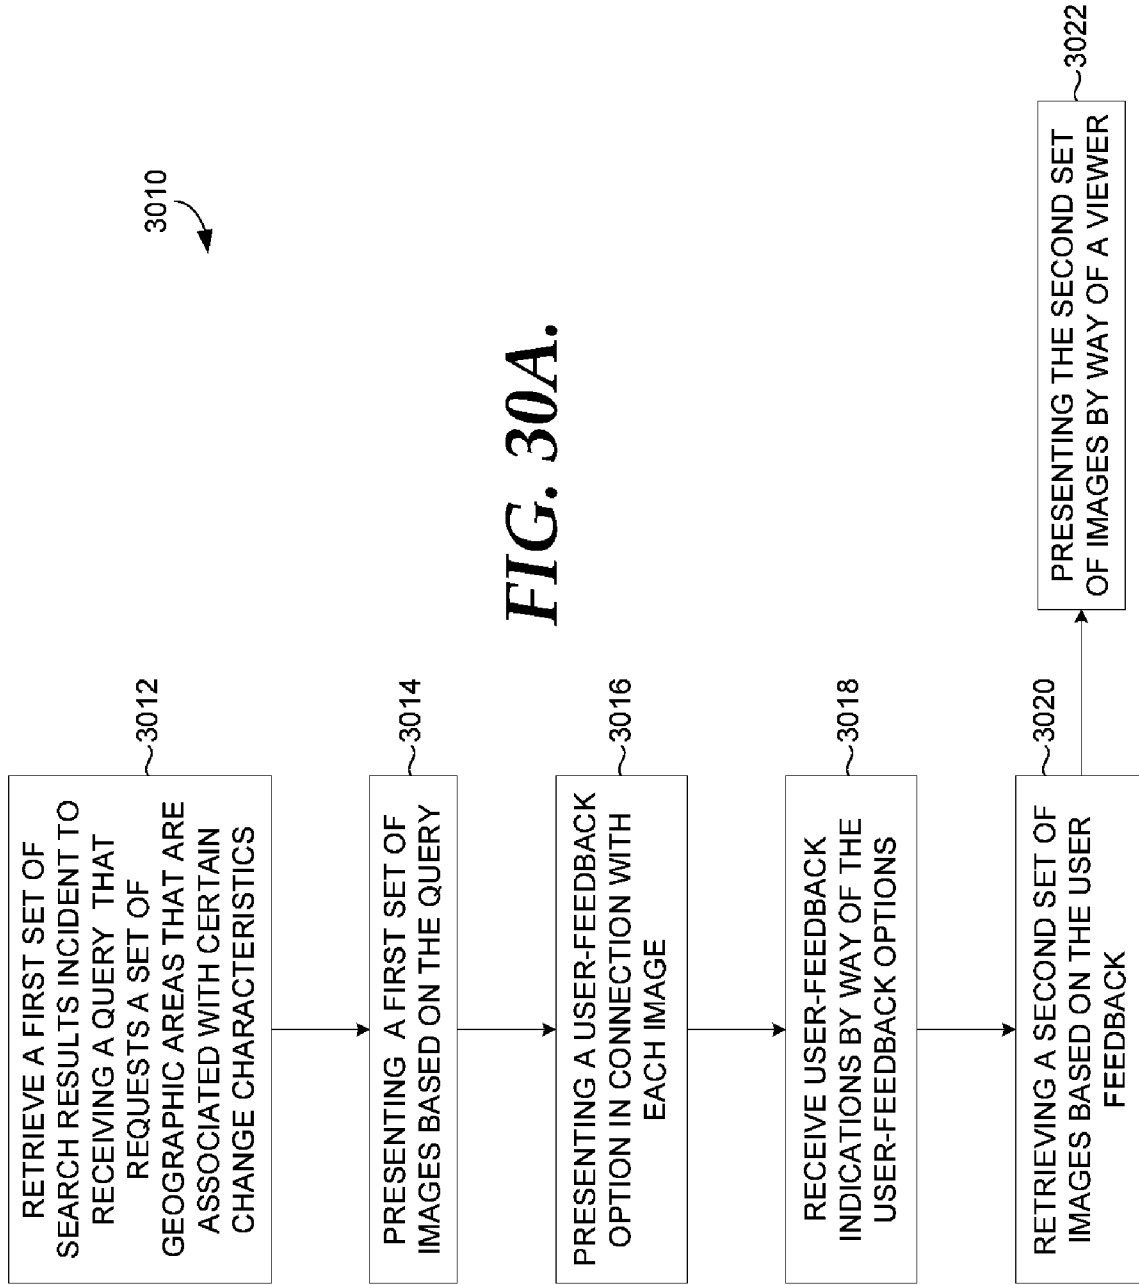 3010
RETRIEVE A FIRST SET OF
SEARCH RESULTS INCIDENT TO
RECEIVING A QUERY THAT
REQUESTS A SET OF
GEOGRAPHIC AREAS THAT ARE
ASSOCIATED WITH CERTAIN
CHANGE CHARACTERISTICS
3012
PRESENTING A FIRST SET OF
IMAGES BASED ON THE QUERY
3014
PRESENTING A USER-FEEDBACK
OPTION IN CONNECTION WITH
EACH IMAGE
3016
RECEIVE USER-FEEDBACK
INDICATIONS BY WAY OF THE
USER-FEEDBACK OPTIONS
3018
RETRIEVING A SECOND SET OF
IMAGES BASED ON THE USER
FEEDBACK
3020
PRESENTING THE SECOND SET
OF IMAGES BY WAY OF A VIEWER
3022
FIG. 30A.